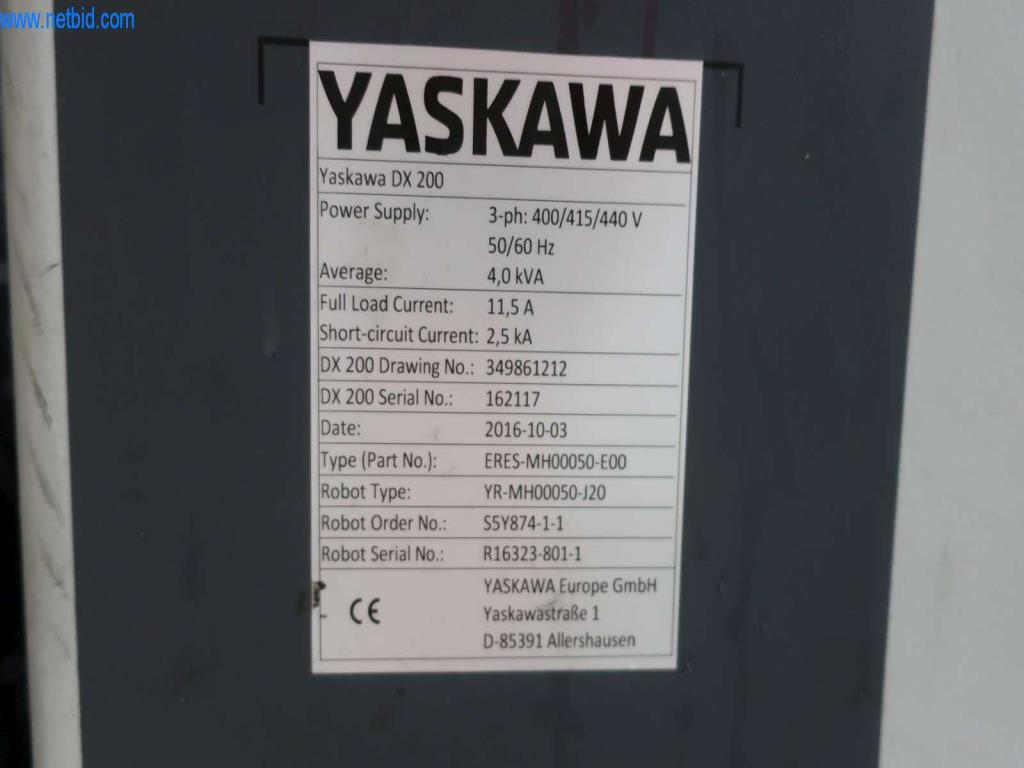 www.netbid.com
YASKAWA
Yaskawa DX 200
Power Supply: 3-ph: 400/415/440 V
50/60 Hz
Average: 4,0 kVA
Full Load Current: 11,5 A
Short-circuit Current: 2,5 kA
DX 200 Drawing No.: 349861212
DX 200 Serial No.: 162117
Date: 2016-10-03
Type (Part No.): ERES-MH00050-E00
Robot Type: YR-MH00050-J20
Robot Order No.: S5Y874-1-1
Robot Serial No.: R16323-801-1
YASKAWA Europe GmbH
CE Yaskawastraße 1
D-85391 Allershausen